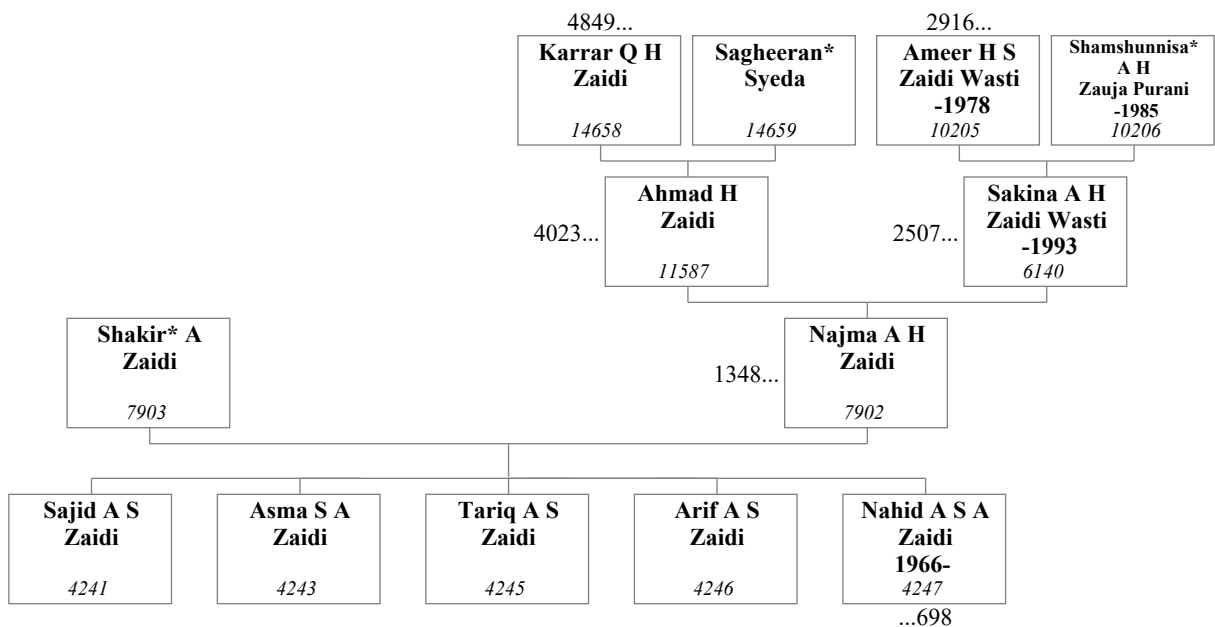 4849...
2916...
Karrar Q H
Zaidi
14658
Sagheeran*
Syeda
14659
Ameer H S
Zaidi Wasti
-1978
10205
Shamshunnisa*
A H
Zauja Purani
-1985
10206
4023...
Ahmad H
Zaidi
11587
2507...
Sakina A H
Zaidi Wasti
-1993
6140
Shakir* A
Zaidi
7903
1348...
Najma A H
Zaidi
7902
Sajid A S
Zaidi
4241
Asma S A
Zaidi
4243
Tariq A S
Zaidi
4245
Arif A S
Zaidi
4246
Nahid A S A
Zaidi
1966-
4247
...698